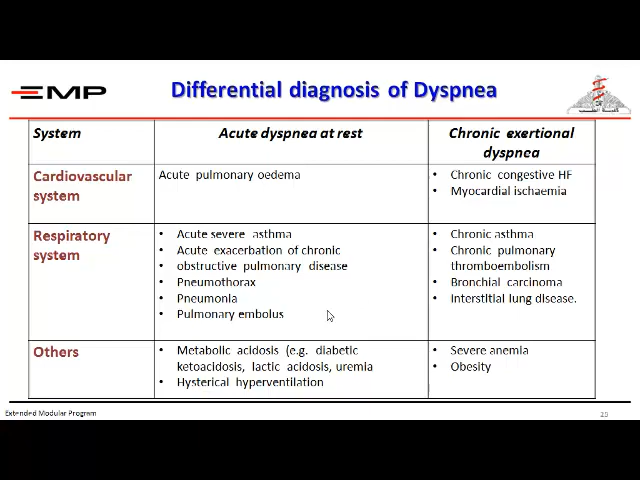 EMP
Differential diagnosis of Dyspnea
System
Acute dyspnea at rest
Chronic exertional
dyspnea
Cardiovascular
system
Acute pulmonary oedema
• Chronic congestive HF
• Myocardial ischaemia
Respiratory
system
• Acute severe asthma
• Acute exacerbation of chronic
• obstructive pulmonary disease
• Pneumothorax
• Pneumonia
• Pulmonary embolus
• Chronic asthma
• Chronic pulmonary
thromboembolism
• Bronchial carcinoma
• Interstitial lung disease.
Others
• Metabolic acidosis (e.g. diabetic
ketoacidosis, lactic acidosis, uremia
• Hysterical hyperventilation
• Severe anemia
• Obesity
Extended Modular Program